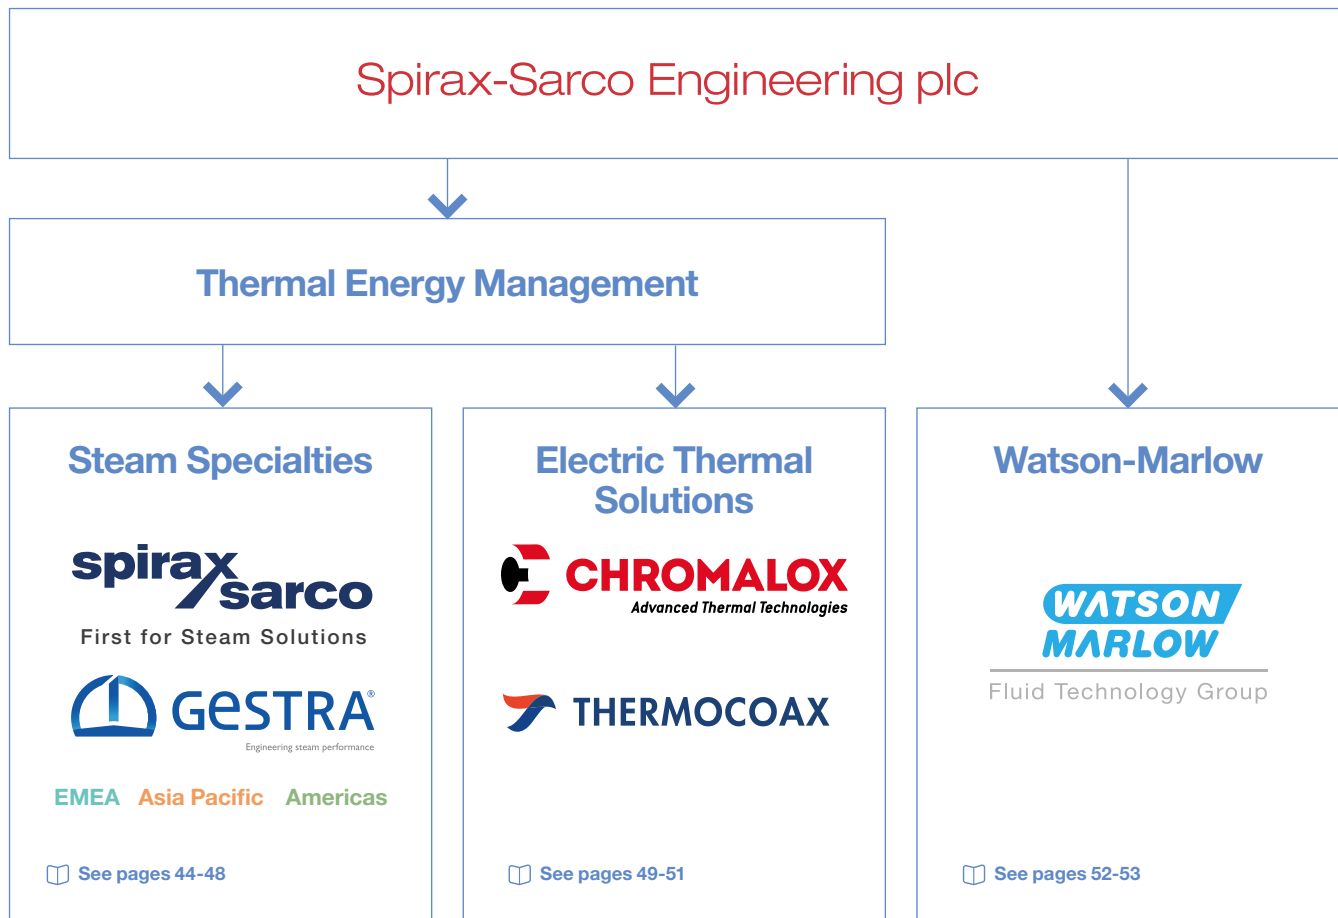 Spirax-Sarco Engineering plc
Thermal Energy Management
Steam Specialties
spirax
sarco
First for Steam Solutions
GESTRA®
Engineering steam performance
EMEA Asia Pacific Americas
See pages 44-48
Electric Thermal
Solutions
CHROMALOX
Advanced Thermal Technologies
THERMOCOAX
See pages 49-51
Watson-Marlow
WATSON
MARLOW
Fluid Technology Group
See pages 52-53